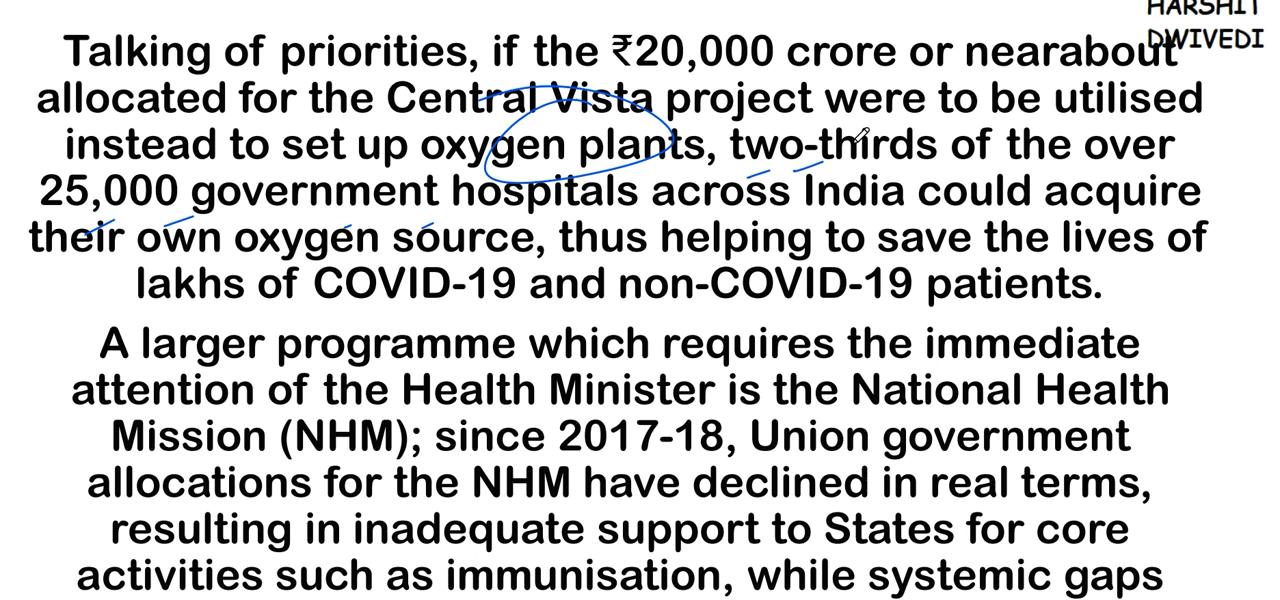 HARSHIT
DWIVEDI
Talking of priorities, if the ₹20,000 crore or nearabout
allocated for the Central Vista project were to be utilised
instead to set up oxygen plants, two-thirds of the over
25,000 government hospitals across India could acquire
their own oxygen source, thus helping to save the lives of
lakhs of COVID-19 and non-COVID-19 patients.
A larger programme which requires the immediate
attention of the Health Minister is the National Health
Mission (NHM); since 2017-18, Union government
allocations for the NHM have declined in real terms,
resulting in inadequate support to States for core
activities such as immunisation, while systemic gaps